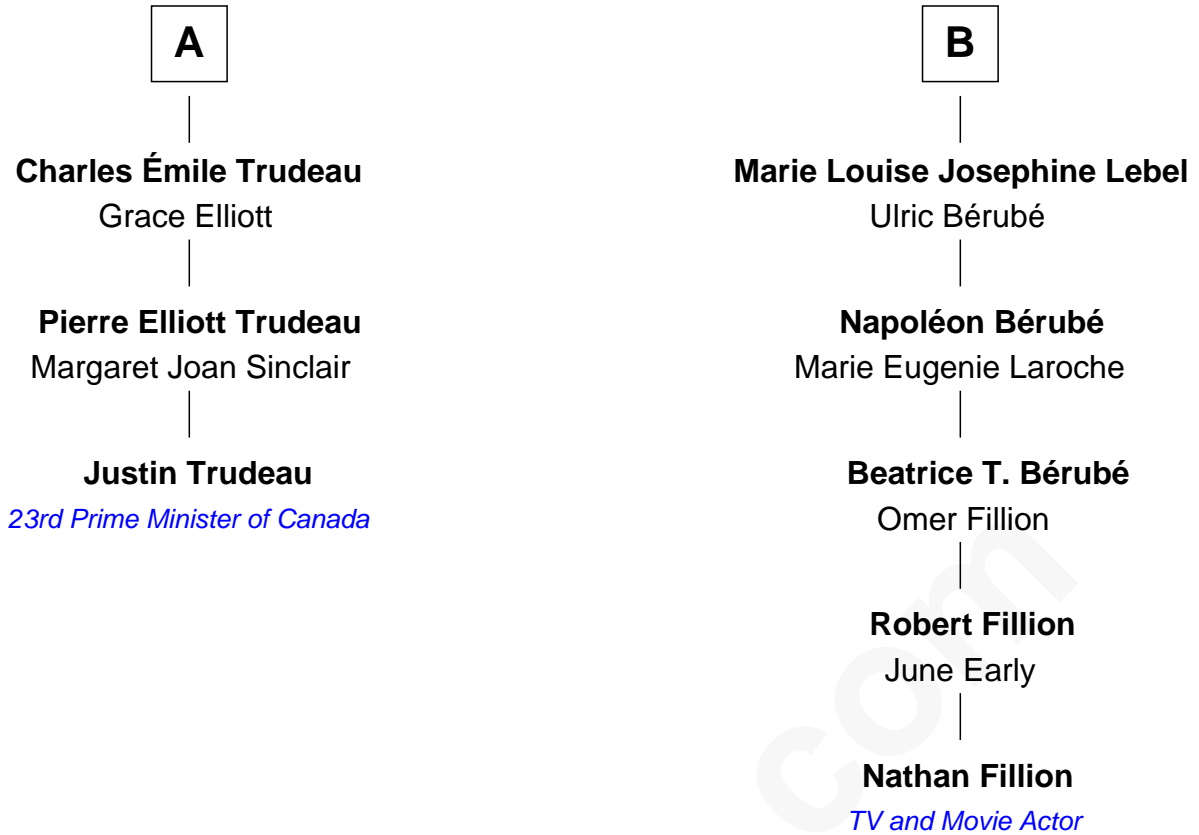 A
Charles Émile Trudeau
Grace Elliott
Pierre Elliott Trudeau
Margaret Joan Sinclair
Justin Trudeau
23rd Prime Minister of Canada
B
Marie Louise Josephine Lebel
Ulric Bérubé
Napoléon Bérubé
Marie Eugenie Laroche
Beatrice T. Bérubé
Omer Fillion
Robert Fillion
June Early
Nathan Fillion
TV and Movie Actor
com